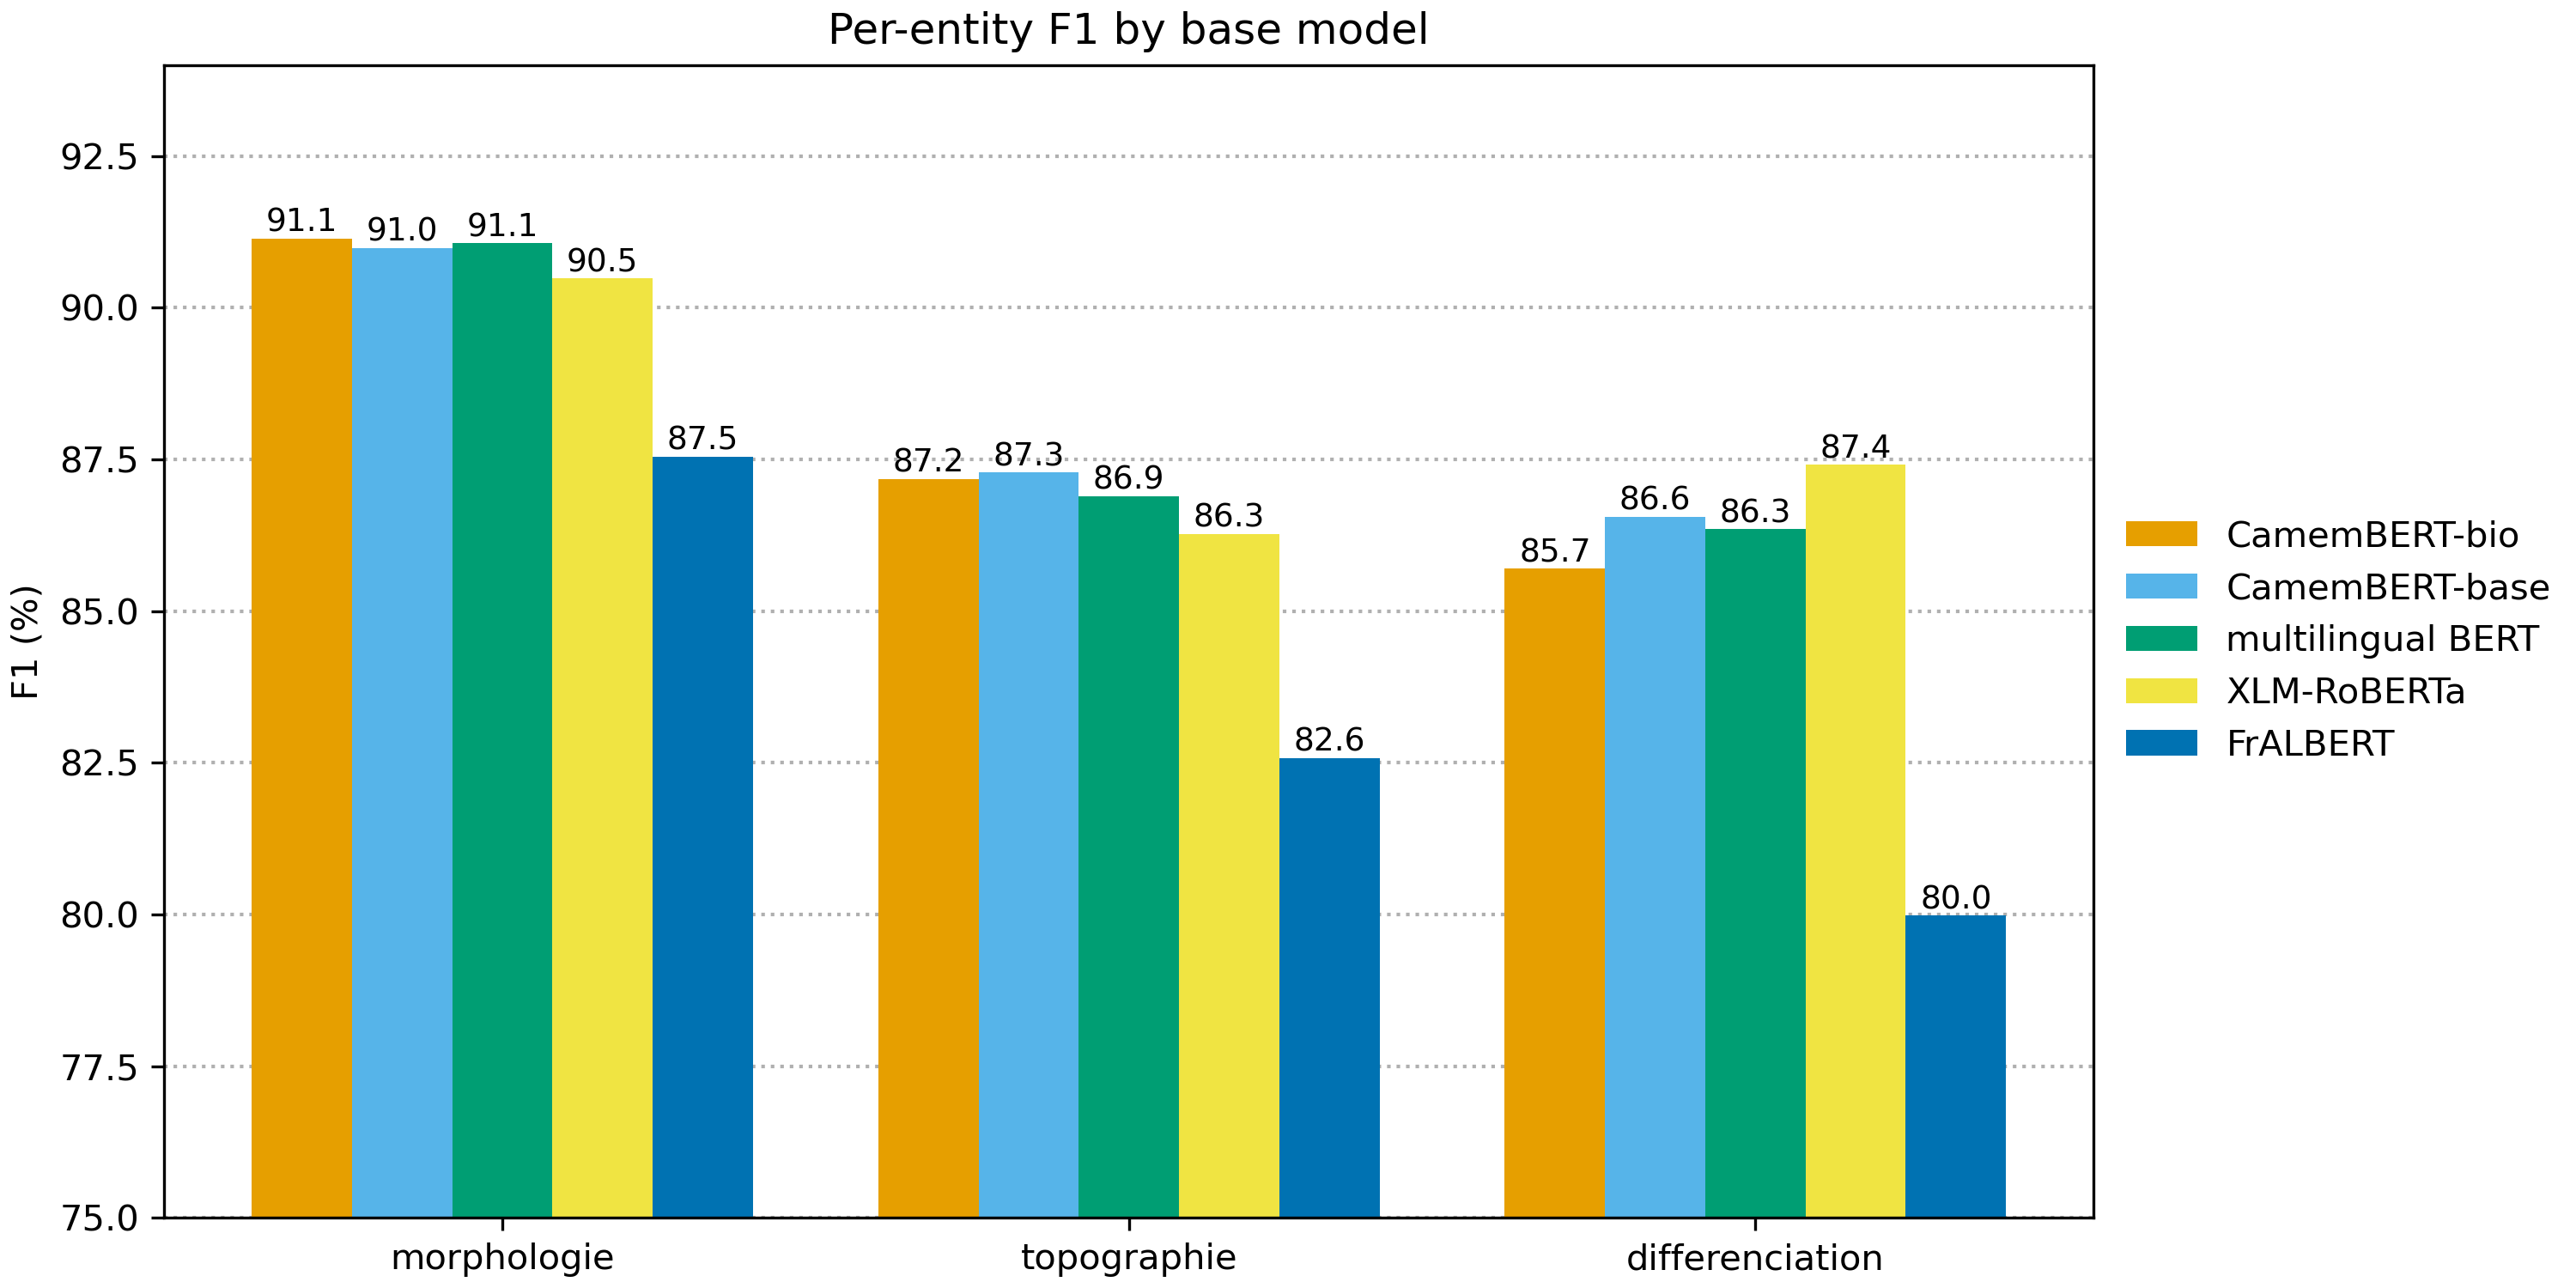 Per-entity F1 by base model
F1 (%)
92.5
90.0
87.5
85.0
82.5
80.0
77.5
75.0
91.1
91.0
91.1
90.5
87.5
87.2
87.3
86.9
86.3
82.6
85.7
86.6
86.3
87.4
80.0
morphologie
topographie
differenciation
CamemBERT-bio
CamemBERT-base
multilingual BERT
XLM-RoBERTa
FrALBERT